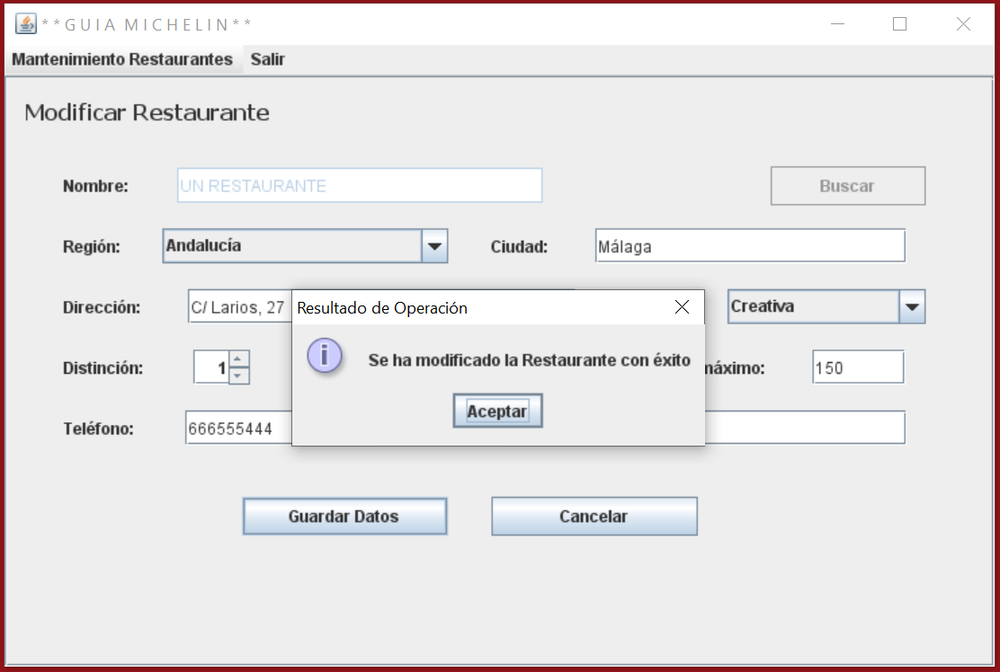 **GUIA MICHELIN**
Mantenimiento Restaurantes Salir
Modificar Restaurante
Nombre: UN RESTAURANTE Buscar
Región: Andalucía Ciudad: Málaga
Dirección: C/ Larios, 27 Creativa
Resultado de Operación
Se ha modificado la Restaurante con éxito
Aceptar
Distinción: 1 máximo: 150
Teléfono: 666555444
Guardar Datos Cancelar